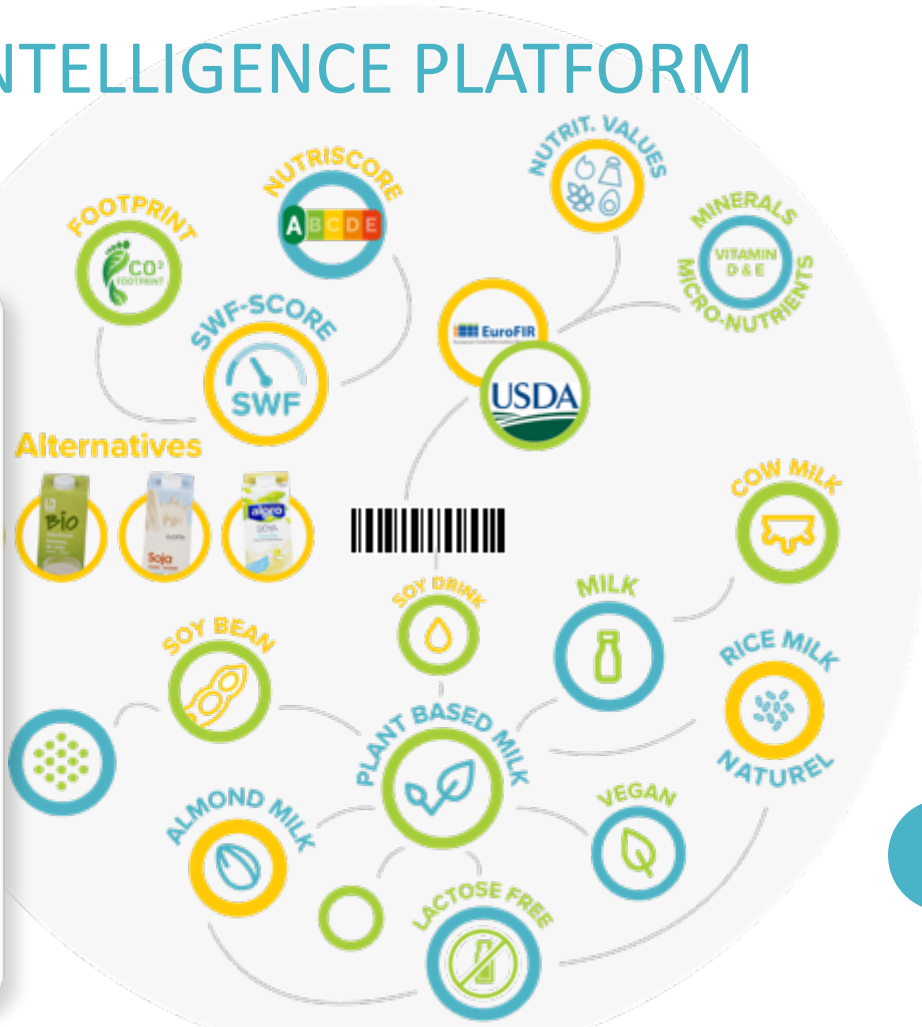 NTELLIGENCE PLATFORM
NUTRIT. VALUES
NUTRISCORE
A B C D E
FOOTPRINT
CO²
FOOTPRINT
MINERALS
VITAMIN
D & E
MICRO-NUTRIENTS
SWF-SCORE
SWF
EuroFIR
USDA
Alternatives
Bio
Soja
alpro
SOYA
COW MILK
SOY DRINK
MILK
SOY BEAN
RICE MILK
NATUREL
PLANT BASED MILK
ALMOND MILK
VEGAN
LACTOSE FREE